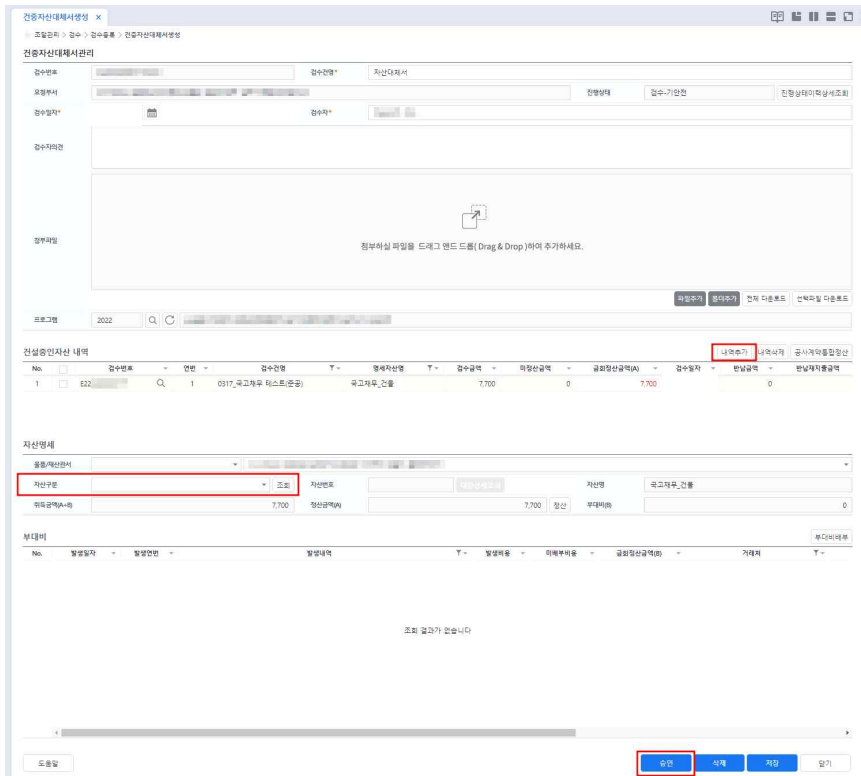 건중자산대체서생성 ×
조달관리 > 검수 > 검수등록 > 건중자산대체서생성
건중자산대체서관리
검수번호 검수건명* 자산대체서
요청부서 진행상태 검수-기안전 진행상태이력상세조회
검수일자* 검수자*
검수자의견
첨부파일
첨부하실 파일을 드래그 앤드 드롭( Drag & Drop )하여 추가하세요.
파일추가 폴더추가 전체 다운로드 선택파일 다운로드
프로그램 2022
건설중인자산 내역 내역추가 내역삭제 공사계약통합정산
No. 검수번호 연번 검수건명 명세자산명 검수금액 미정산금액 금회정산금액(A) 검수일자 반납금액 반납재지출금액
1 E22 1 0317_국고채무 테스트(준공) 국고채무_건물 7,700 0 7,700 0
자산명세
물품/재산관서
자산구분 조회 자산번호 자산명 국고채무_건물
취득금액(A+B) 7,700 정산금액(A) 7,700 정산 부대비(B) 0
부대비 부대비배부
No. 발생일자 발생연번 발생내역 발생비용 미배부비용 금회정산금액(B) 거래처
조회 결과가 없습니다
도움말 승인 삭제 저장 닫기